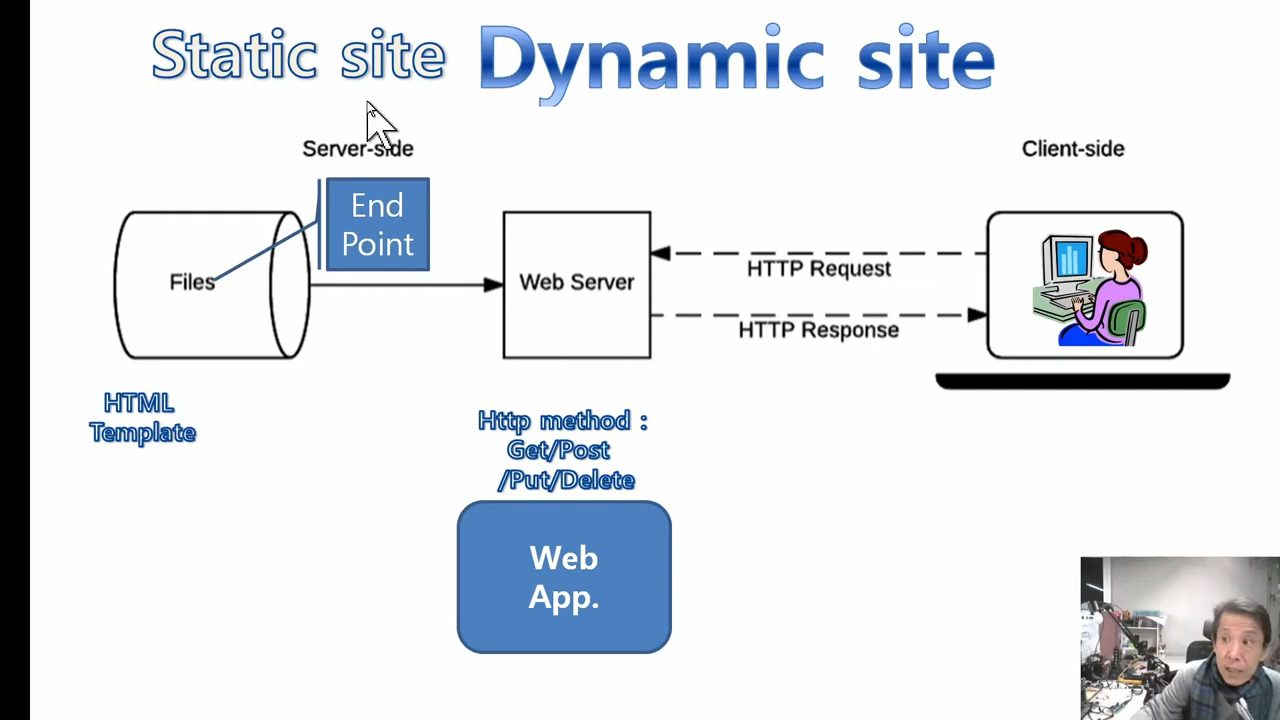 Static site Dynamic site
Server-side
Client-side
End
Point
Files
Web Server
HTTP Request
HTTP Response
HTML
Template
Http method :
Get/Post
/Put/Delete
Web
App.